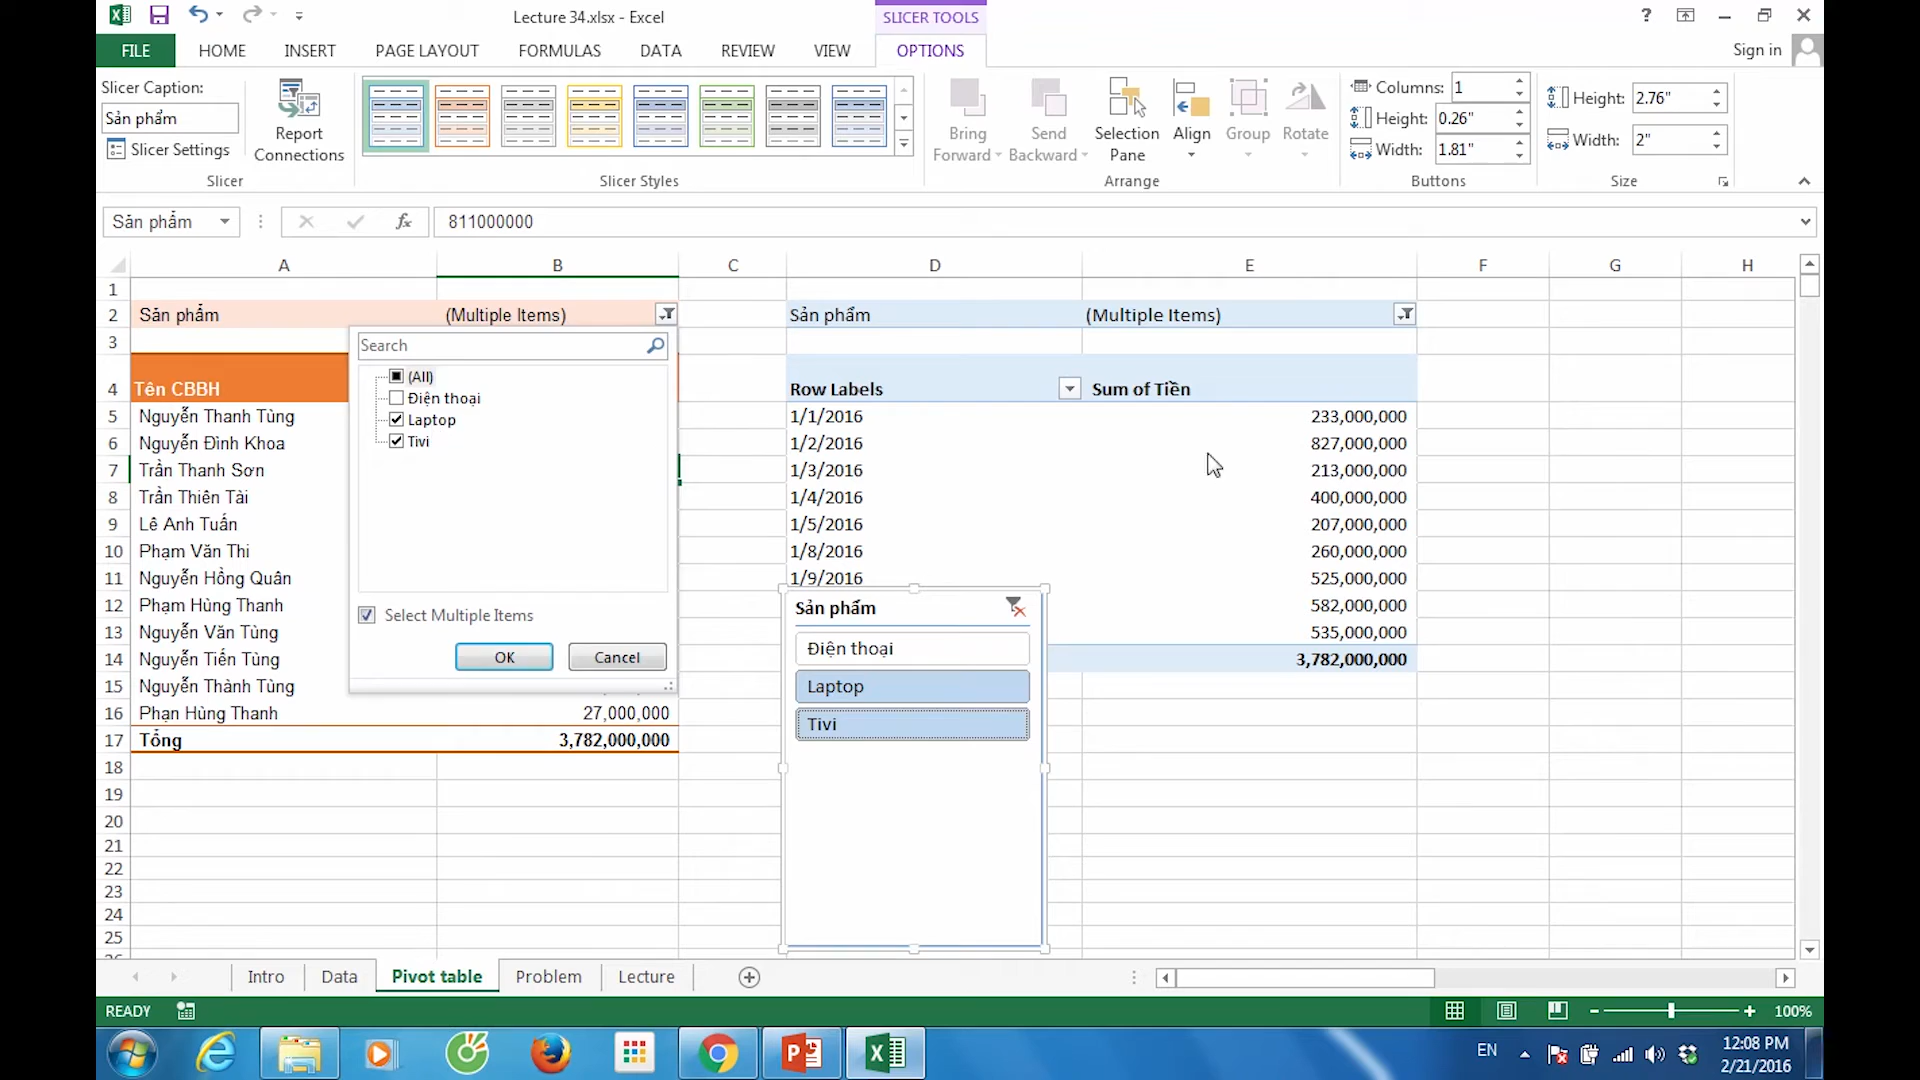 Lecture 34.xlsx - Excel
SLICER TOOLS
?
FILE
HOME
INSERT
PAGE LAYOUT
FORMULAS
DATA
REVIEW
VIEW
OPTIONS
Sign in
Slicer Caption:
Sản phẩm
Slicer Settings
Report
Connections
Bring
Forward
Send
Backward
Selection
Pane
Align
Group
Rotate
Columns: 1
Height: 0.26"
Width: 1.81"
Height: 2.76"
Width: 2"
Slicer
Slicer Styles
Arrange
Buttons
Size
Sản phẩm
fx
811000000
A B C D E F G H
1
2 Sản phẩm (Multiple Items) Sản phẩm (Multiple Items)
3
4 Tên CBBH Row Labels Sum of Tiền
5 Nguyễn Thanh Tùng 1/1/2016 233,000,000
6 Nguyễn Đình Khoa 1/2/2016 827,000,000
7 Trần Thanh Sơn 1/3/2016 213,000,000
8 Trần Thiên Tài 1/4/2016 400,000,000
9 Lê Anh Tuấn 1/5/2016 207,000,000
10 Phạm Văn Thi 1/8/2016 260,000,000
11 Nguyễn Hồng Quân 1/9/2016 525,000,000
12 Phạm Hùng Thanh 582,000,000
13 Nguyễn Văn Tùng 535,000,000
14 Nguyễn Tiến Tùng 3,782,000,000
15 Nguyễn Thành Tùng
16 Phạn Hùng Thanh 27,000,000
17 Tổng 3,782,000,000
18
19
20
21
22
23
24
25
Search
(All)
Điện thoại
Laptop
Tivi
Select Multiple Items
OK
Cancel
Sản phẩm
Điện thoại
Laptop
Tivi
Intro
Data
Pivot table
Problem
Lecture
READY
100%
EN
12:08 PM
2/21/2016